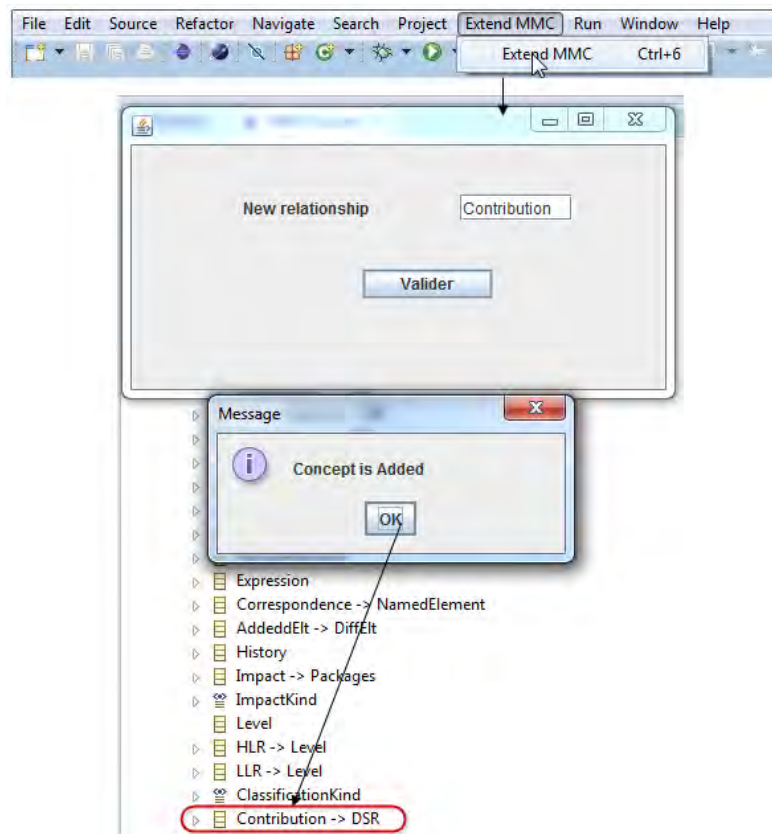 File Edit Source Refactor Navigate Search Project Extend MMC Run Window Help
Extend MMC Ctrl+6
New relationship Contribution
Valider
Message
Concept is Added
OK
Expression
Correspondence -> NamedElement
AddeddElt -> DiffElt
History
Impact -> Packages
ImpactKind
Level
HLR -> Level
LLR -> Level
ClassificationKind
Contribution -> DSR